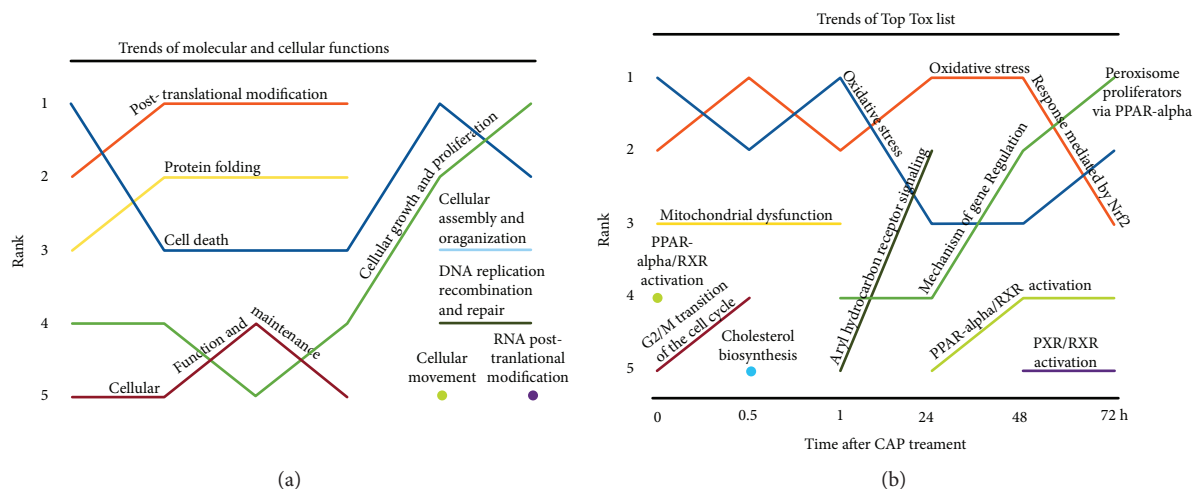 Trends of molecular and cellular functions
Rank
1
2
3
4
5
Post- translational modification
Protein folding
Cell death
Cellular growth and proliferation
Cellular
assembly and
oraganization
DNA replication
recombination
and repair
Cellular Function and maintenance
Cellular
movement
RNA post-
tranlational
modification
(a)
Trends of Top Tox list
Rank
1
2
3
4
5
Oxidative stress
Oxidative stress
Response mediated by Nrf2
Peroxisome
proliferators
via PPAR-alpha
Mitochondrial dysfunction
PPAR-
alpha/RXR
activation
G2/M transition
of the cell cycle
Cholesterol
biosynthesis
Aryl hydrocarbon receptor signaling
Mechanism of gene Regulation
PPAR-alpha/RXR activation
PXR/RXR
activation
0
0.5
1
24
48
72 h
Time after CAP treament
(b)